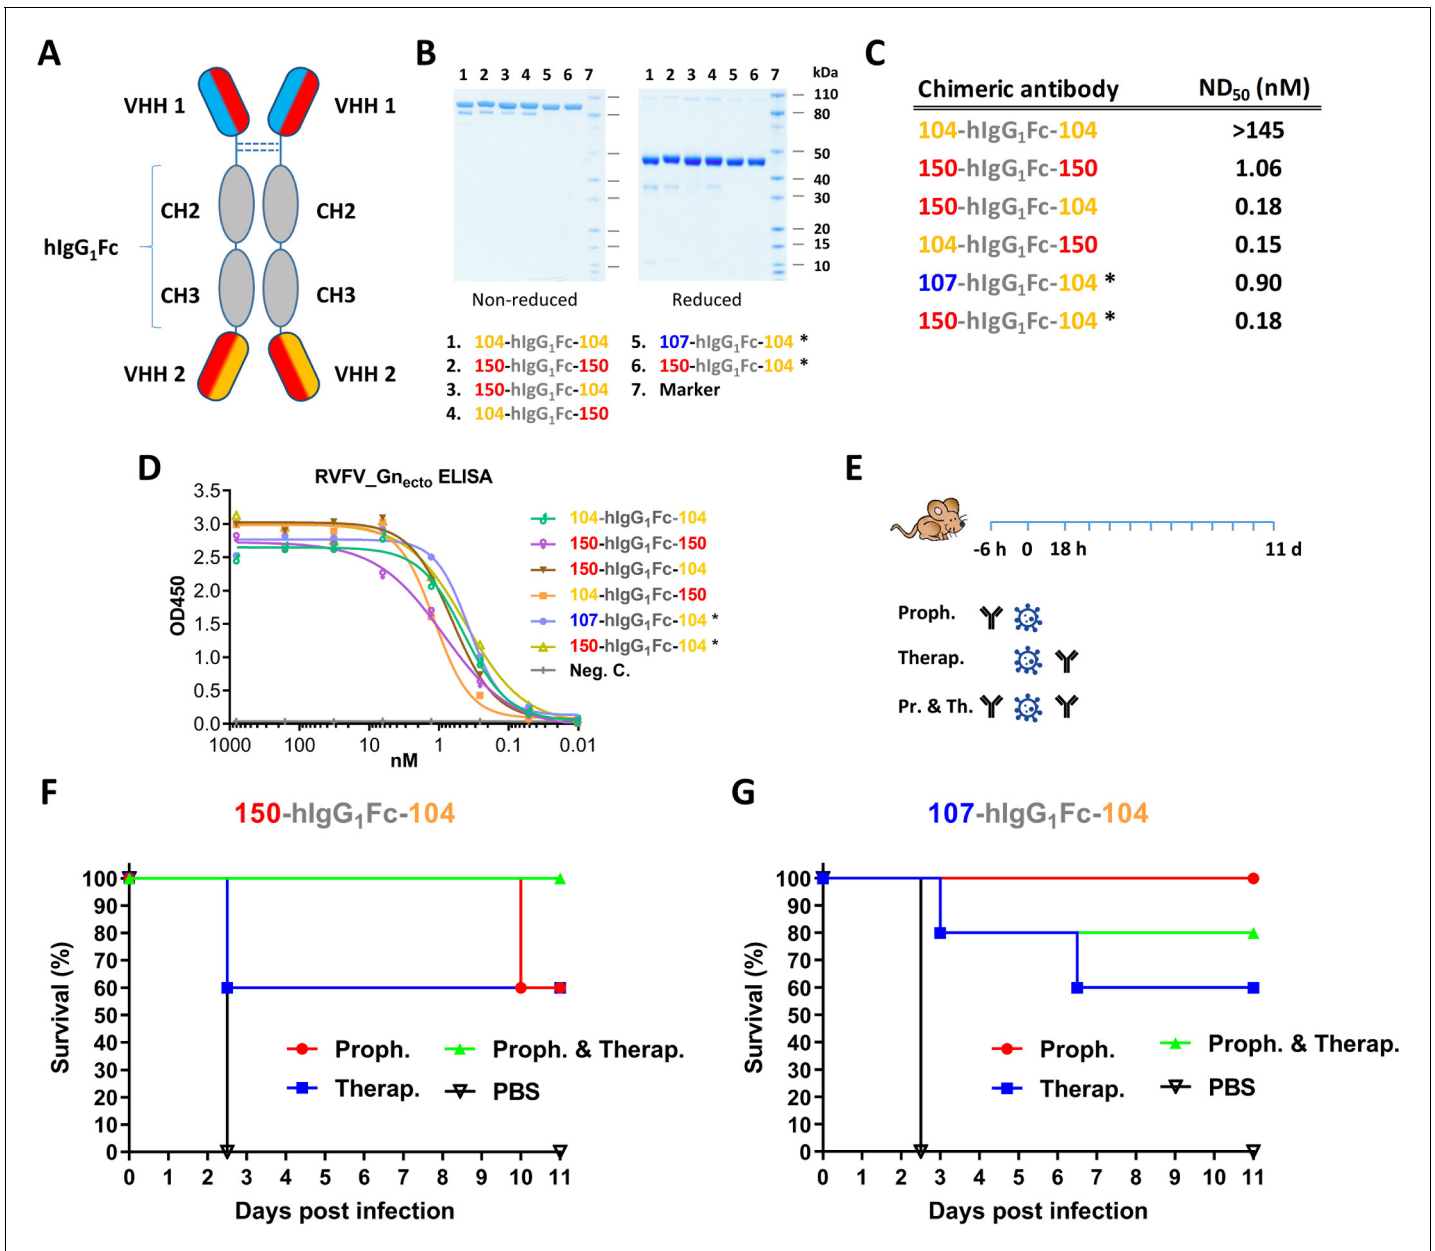 A
VHH 1 VHH 1
CH2 CH2
hIgG1Fc
CH3 CH3
VHH 2 VHH 2
B
1 2 3 4 5 6 7 1 2 3 4 5 6 7 kDa
110
80
50
40
30
20
15
10
Non-reduced Reduced
1. 104-hIgG1Fc-104 5. 107-hIgG1Fc-104 *
2. 150-hIgG1Fc-150 6. 150-hIgG1Fc-104 *
3. 150-hIgG1Fc-104 7. Marker
4. 104-hIgG1Fc-150
C
Chimeric antibody ND50 (nM)
104-hIgG1Fc-104 >145
150-hIgG1Fc-150 1.06
150-hIgG1Fc-104 0.18
104-hIgG1Fc-150 0.15
107-hIgG1Fc-104 * 0.90
150-hIgG1Fc-104 * 0.18
D
RVFV_Gnecto ELISA
OD450
3.5
3.0
2.5
2.0
1.5
1.0
0.5
0.0
1000 100 10 1 0.1 0.01
nM
104-hIgG1Fc-104
150-hIgG1Fc-150
150-hIgG1Fc-104
104-hIgG1Fc-150
107-hIgG1Fc-104 *
150-hIgG1Fc-104 *
Neg. C.
E
-6 h 0 18 h 11 d
Proph.
Therap.
Pr. & Th.
F
150-hIgG1Fc-104
Survival (%)
100
90
80
70
60
50
40
30
20
10
0
0 1 2 3 4 5 6 7 8 9 10 11
Days post infection
Proph. Proph. & Therap.
Therap. PBS
G
107-hIgG1Fc-104
Survival (%)
100
90
80
70
60
50
40
30
20
10
0
0 1 2 3 4 5 6 7 8 9 10 11
Days post infection
Proph. Proph. & Therap.
Therap. PBS